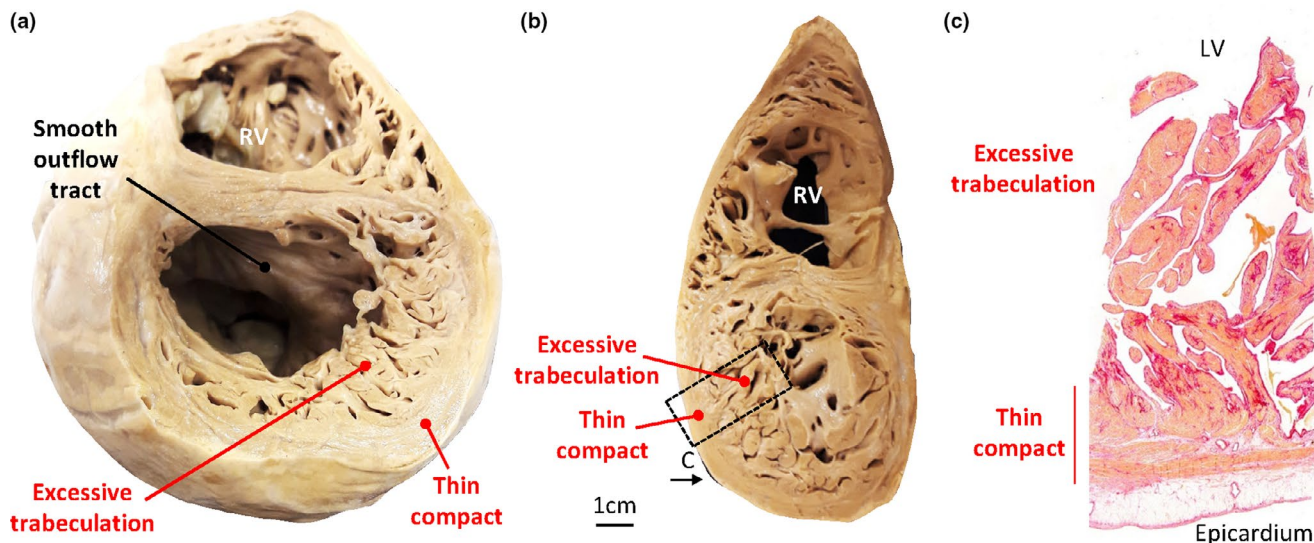 (a)
Smooth
outflow
tract
RV
Excessive
trabeculation
Thin
compact
(b)
RV
Excessive
trabeculation
Thin
compact
C
1cm
(c)
LV
Excessive
trabeculation
Thin
compact
Epicardium